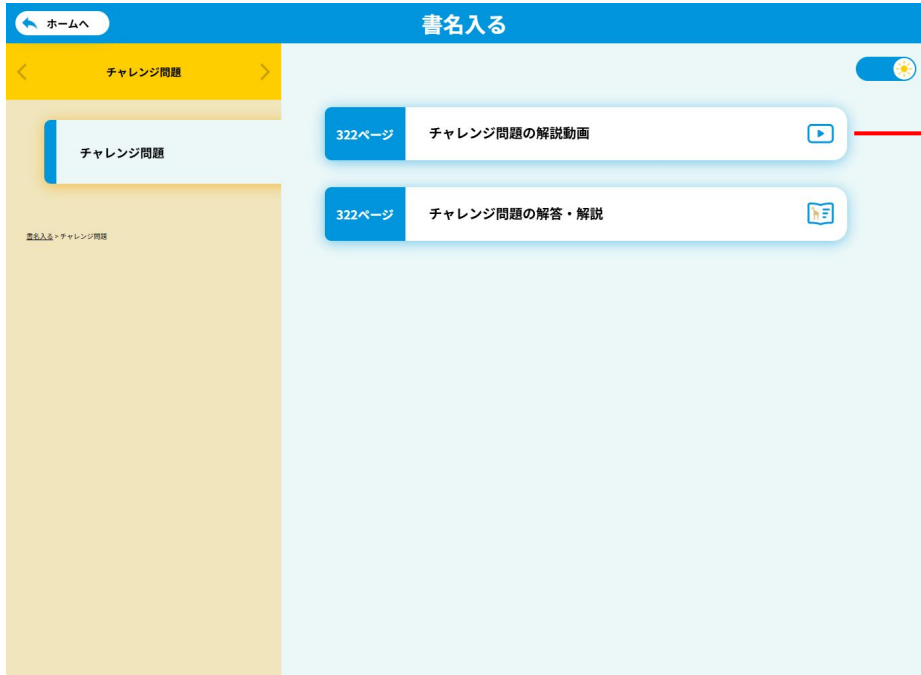 ホームへ
書名入る
チャレンジ問題
チャレンジ問題
書名入る > チャレンジ問題
322ページ チャレンジ問題の解説動画
322ページ チャレンジ問題の解答・解説